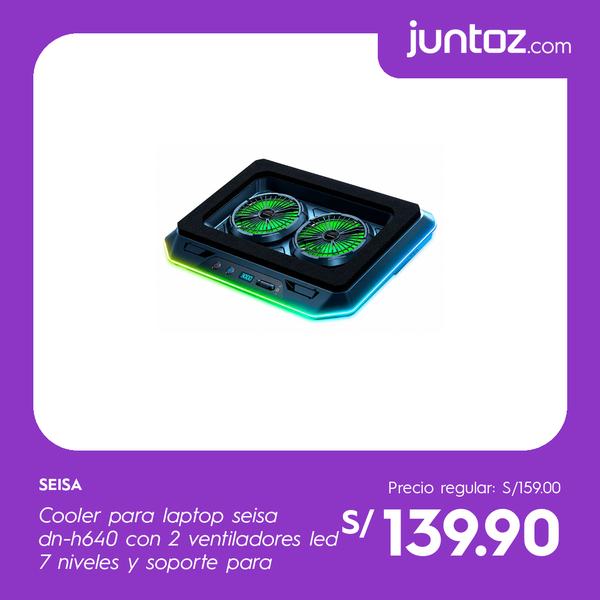 juntoz.com
3000
SEISA
Precio regular: S/159.00
Cooler para laptop seisa
dn-h640 con 2 ventiladores led
7 niveles y soporte para
S/139.90